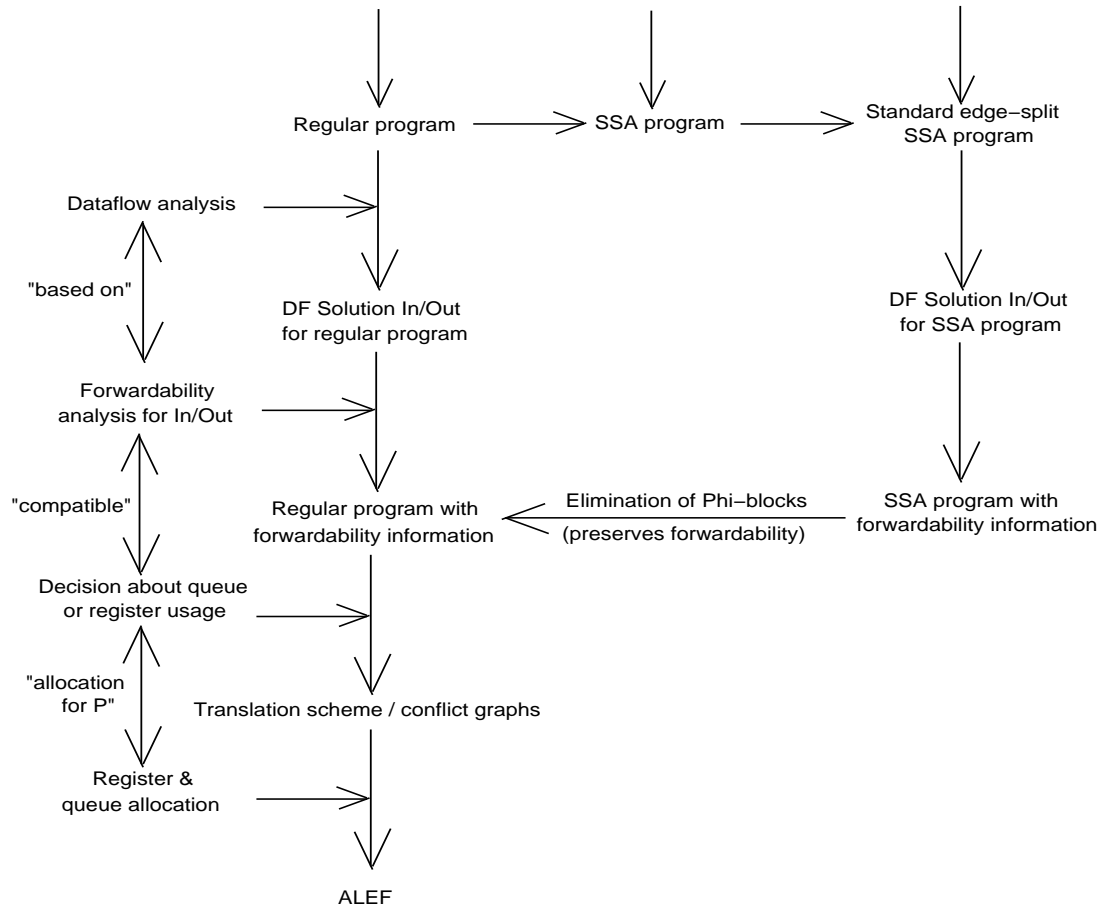 Regular program
SSA program
Standard edge−split
SSA program
Dataflow analysis
"based on"
DF Solution In/Out
for regular program
DF Solution In/Out
for SSA program
Forwardability
analysis for In/Out
"compatible"
Regular program with
forwardability information
Elimination of Phi−blocks
(preserves forwardability)
SSA program with
forwardability information
Decision about queue
or register usage
"allocation
for P"
Translation scheme / conflict graphs
Register &
queue allocation
ALEF